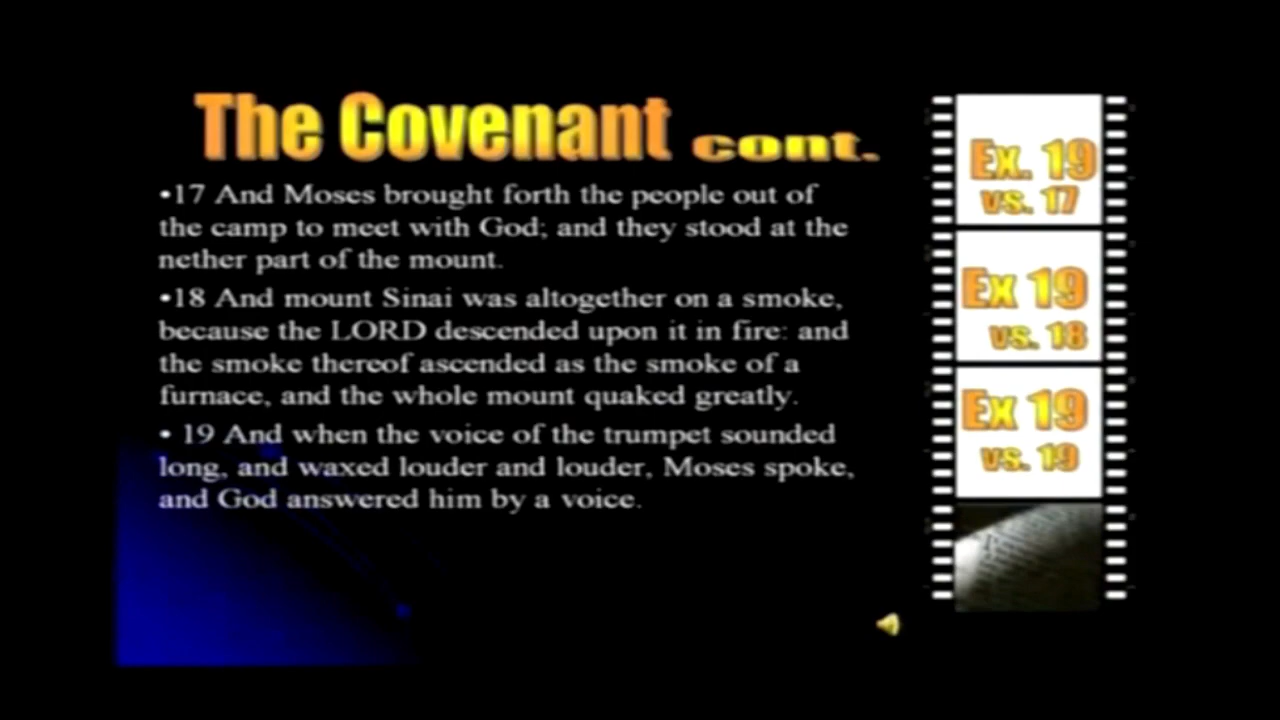 The Covenant cont.
•17 And Moses brought forth the people out of
the camp to meet with God; and they stood at the
nether part of the mount.
•18 And mount Sinai was altogether on a smoke,
because the LORD descended upon it in fire: and
the smoke thereof ascended as the smoke of a
furnace, and the whole mount quaked greatly.
• 19 And when the voice of the trumpet sounded
long, and waxed louder and louder, Moses spoke,
and God answered him by a voice.
Ex. 19
vs. 17
Ex 19
vs. 18
Ex 19
vs. 19